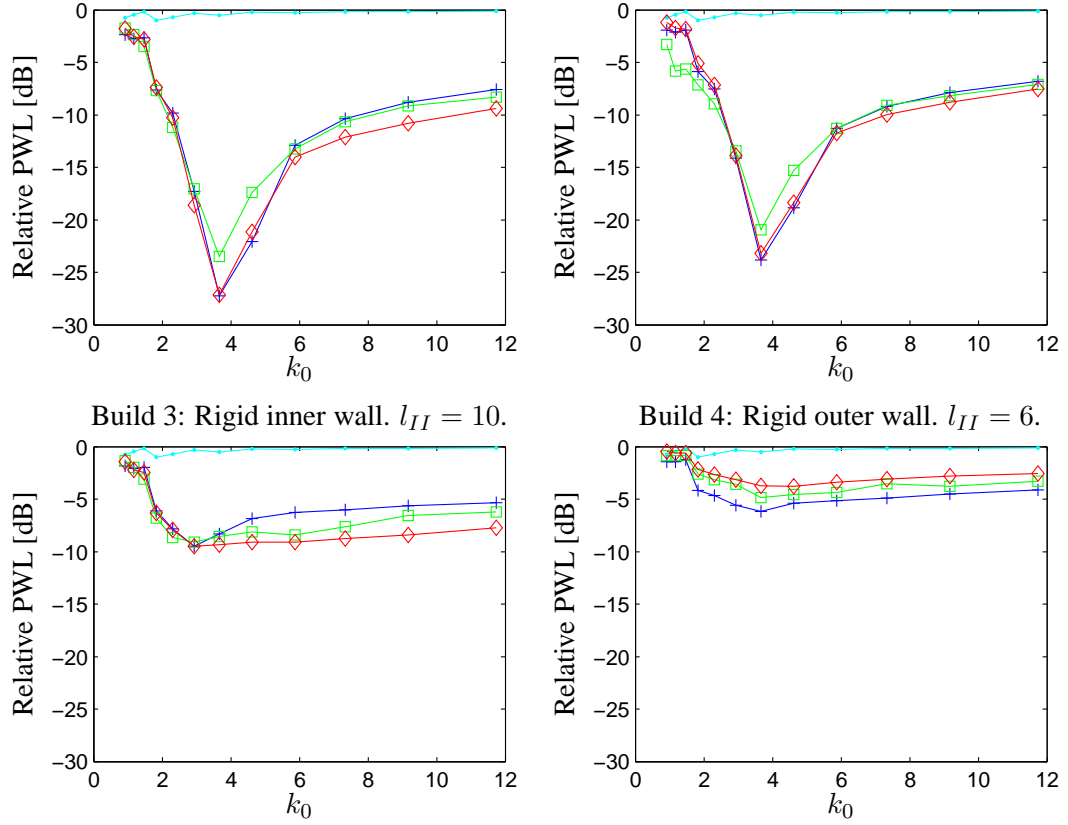 0
−5
−10
−15
−20
−25
−30
Relative PWL [dB]
0 2 4 6 8 10 12
k₀
0
−5
−10
−15
−20
−25
−30
Relative PWL [dB]
0 2 4 6 8 10 12
k₀
Build 3: Rigid inner wall. l_{II} = 10.
0
−5
−10
−15
−20
−25
−30
Relative PWL [dB]
0 2 4 6 8 10 12
k₀
Build 4: Rigid outer wall. l_{II} = 6.
0
−5
−10
−15
−20
−25
−30
Relative PWL [dB]
0 2 4 6 8 10 12
k₀